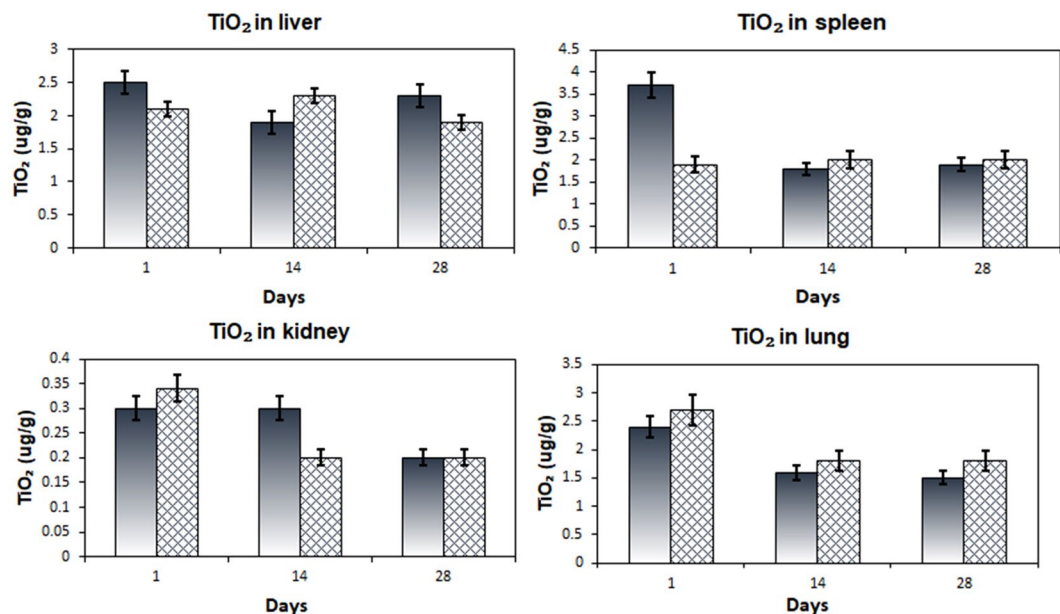 TiO₂ in liver
TiO₂ (ug/g)
3
2.5
2
1.5
1
0.5
0
1 14 28
Days
TiO₂ in spleen
TiO₂ (ug/g)
4.5
4
3.5
3
2.5
2
1.5
1
0.5
0
1 14 28
Days
TiO₂ in kidney
TiO₂ (ug/g)
0.4
0.35
0.3
0.25
0.2
0.15
0.1
0.05
0
1 14 28
Days
TiO₂ in lung
TiO₂ (ug/g)
3.5
3
2.5
2
1.5
1
0.5
0
1 14 28
Days